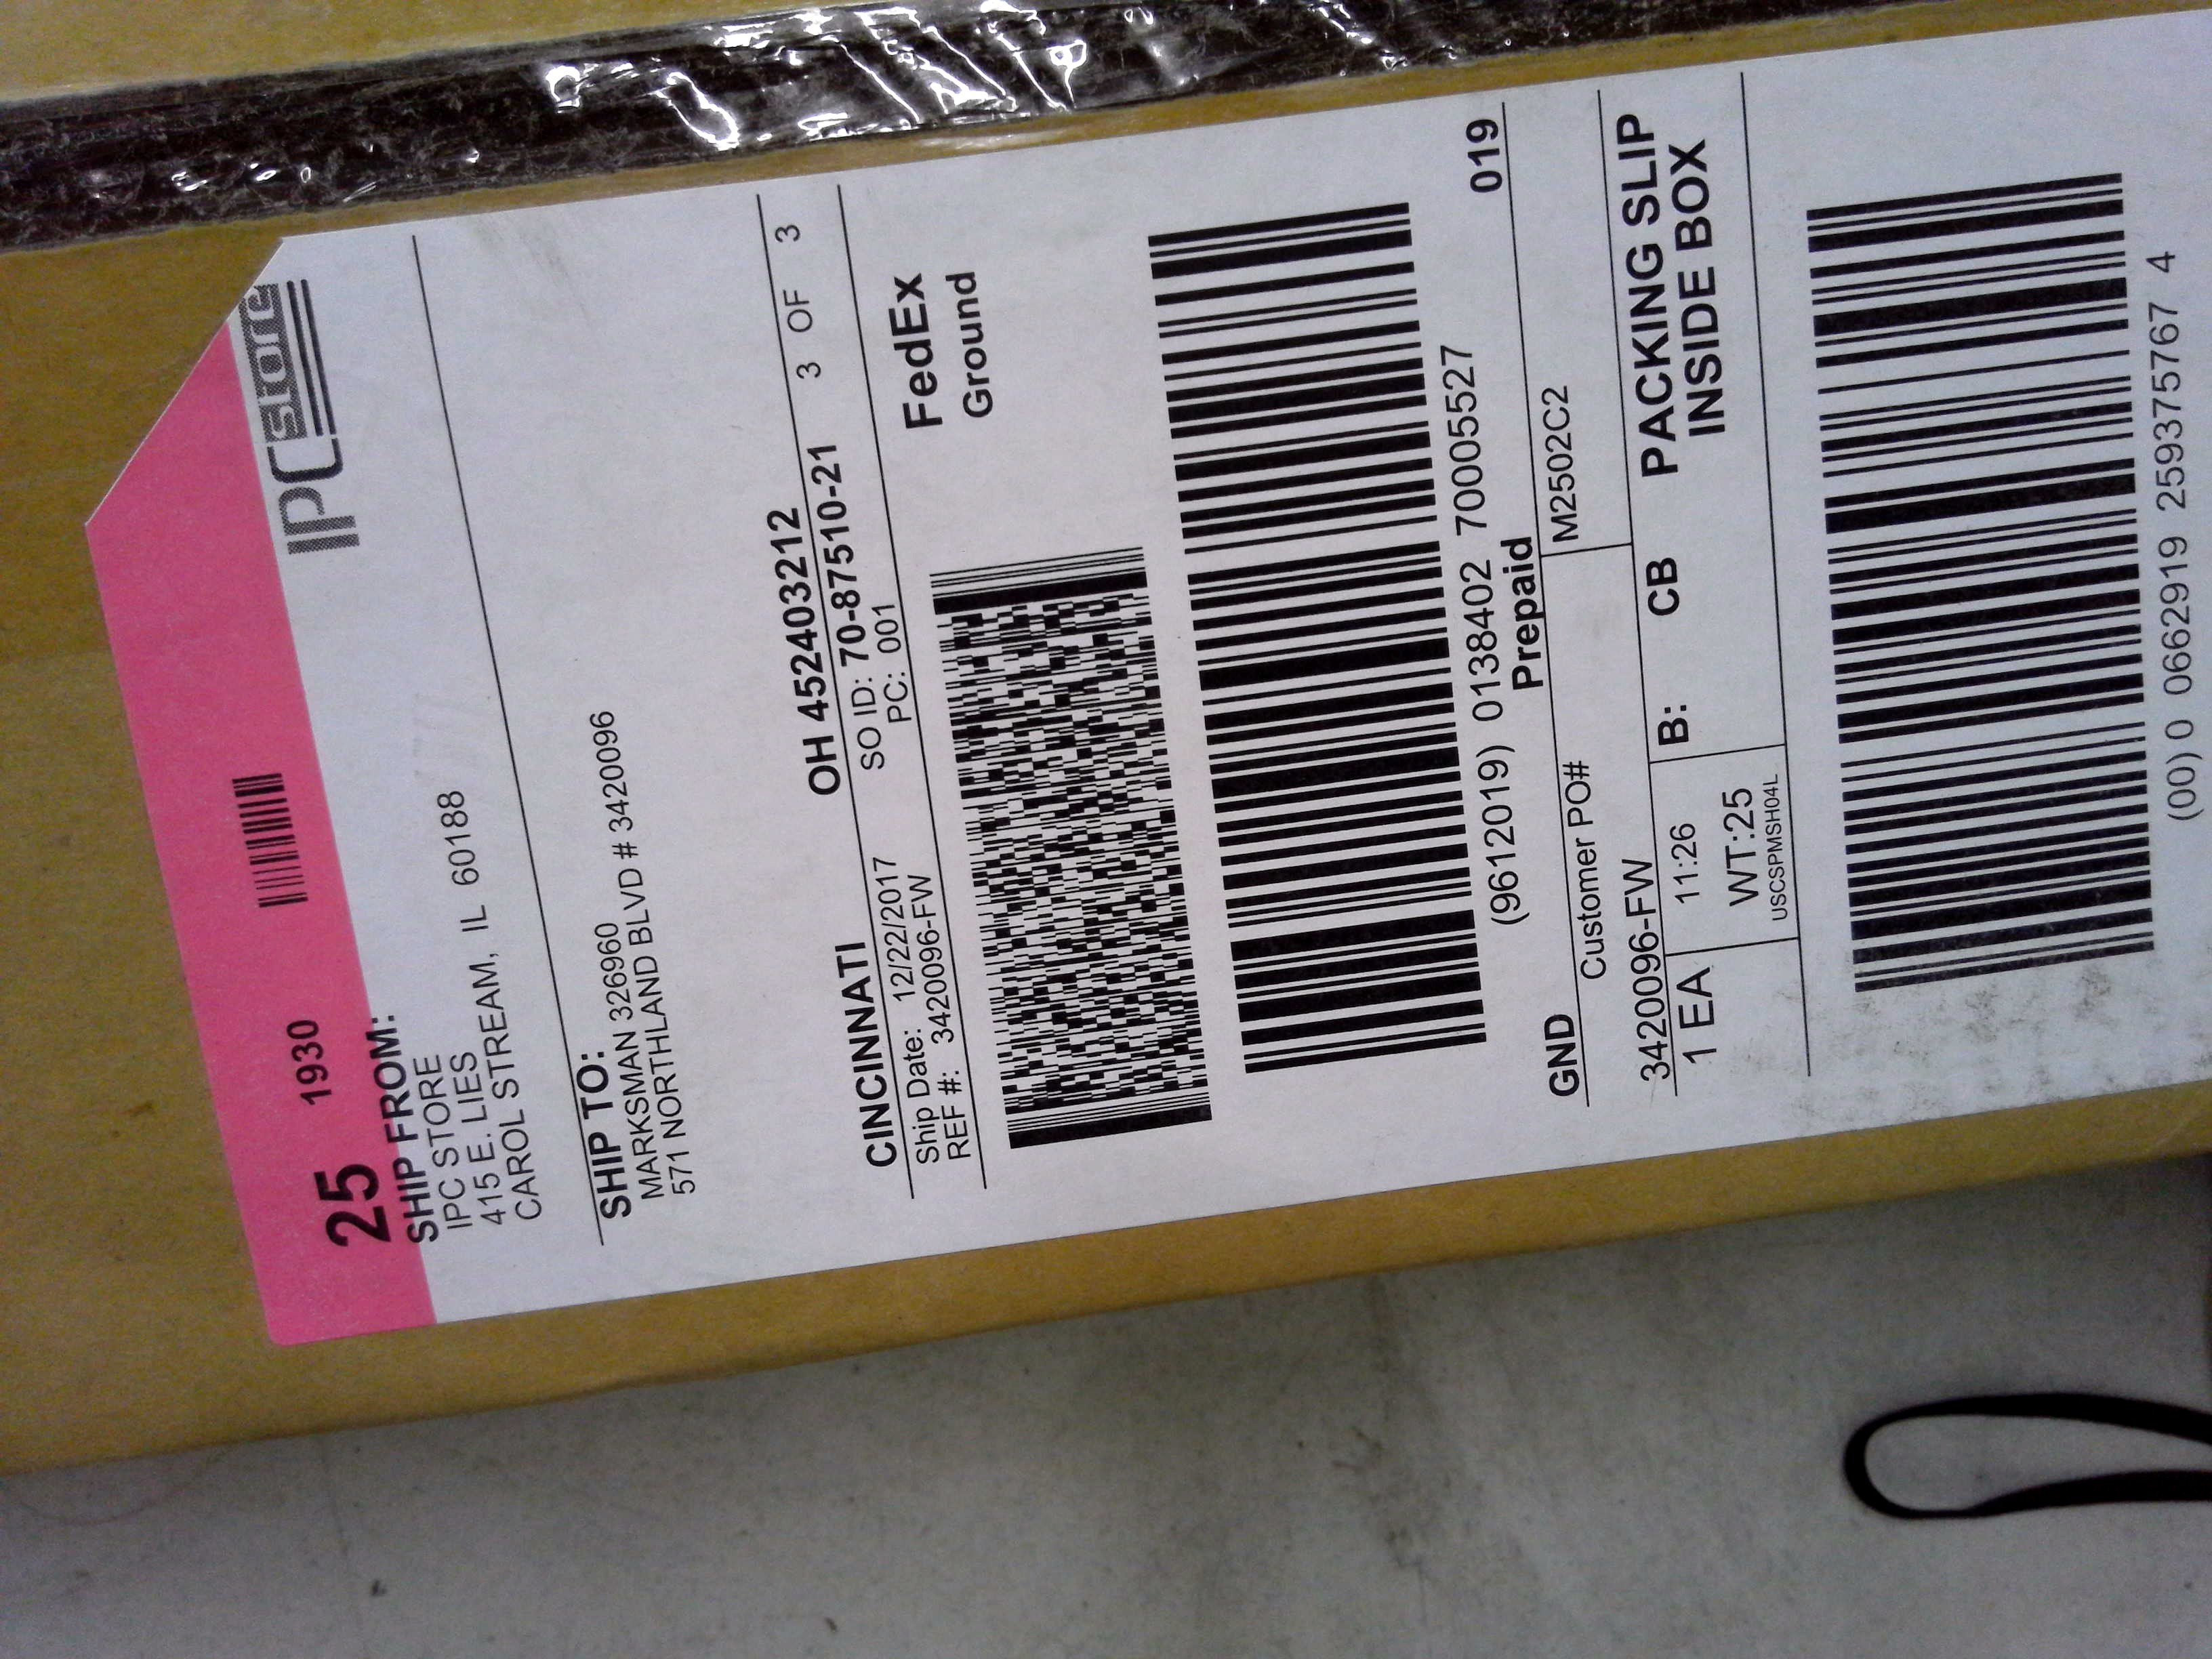 25 1930
IPC store
SHIP FROM:
IPC STORE
415 E. LIES
CAROL STREAM, IL 60188
SHIP TO:
MARKSMAN 326960
571 NORTHLAND BLVD # 3420096
CINCINNATI OH 452403212
Ship Date: 12/22/2017 SO ID: 70-87510-21 3 OF 3
REF #: 3420096-FW PC: 001
FedEx
Ground
(9612019) 0138402 70005527
GND Prepaid 019
Customer PO# M2502C2
3420096-FW
1 EA 11:26 B: CB PACKING SLIP
WT:25 INSIDE BOX
USCSPMSH04L
(00) 0 0662919 259375767 4